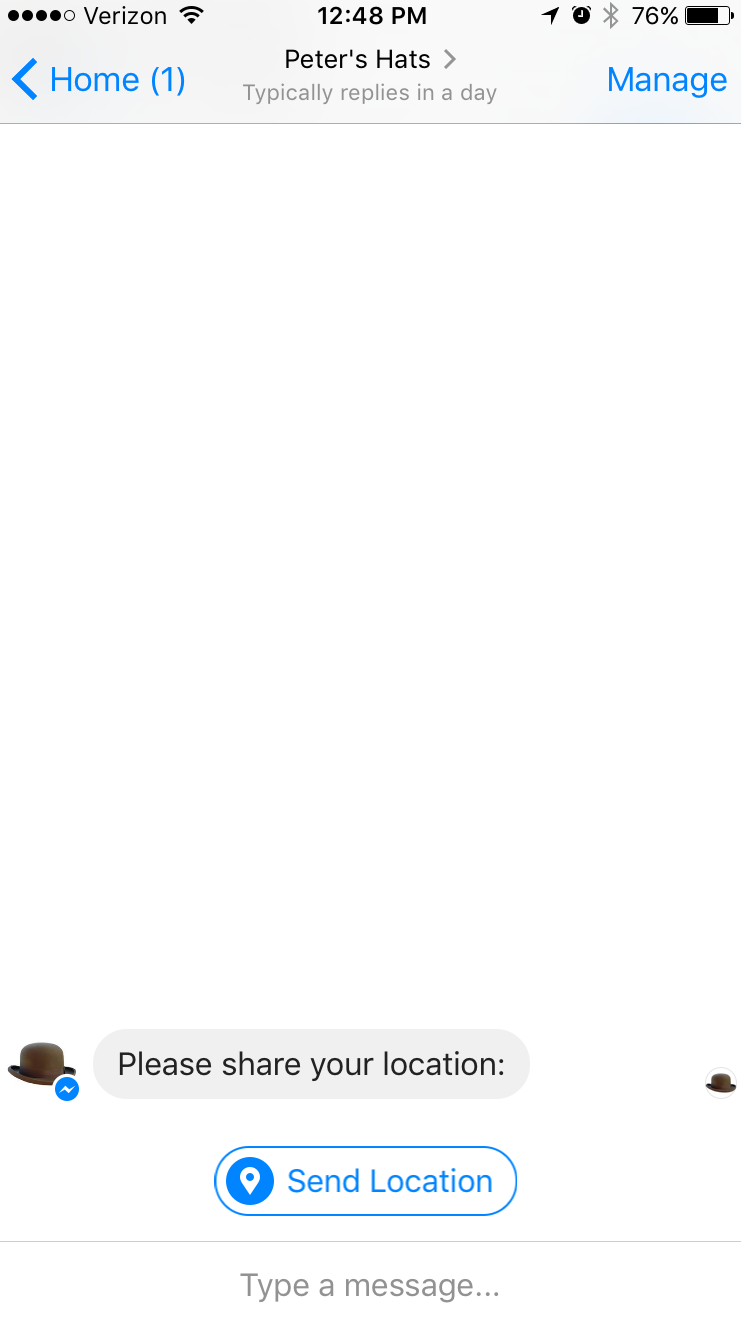 Verizon 12:48 PM 76%
Peter's Hats
Home (1) Manage
Typically replies in a day
Please share your location:
Send Location
Type a message...